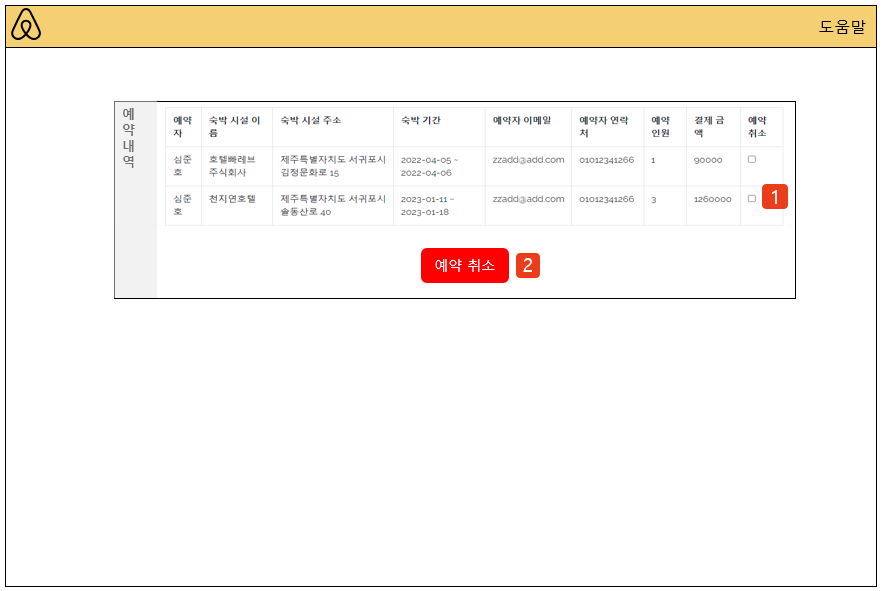 도움말
예약내역
예약자 숙박 시설 이름 숙박 시설 주소 숙박 기간 예약자 이메일 예약자 연락처 예약 인원 결제 금액 예약 취소
심준호 호텔빠레브 주식회사 제주특별자치도 서귀포시 김정문화로 15 2022-04-05 ~ 2022-04-06 zzadd@add.com 01012341266 1 90000
심준호 천지연호텔 제주특별자치도 서귀포시 솔동산로 40 2023-01-11 ~ 2023-01-18 zzadd@add.com 01012341266 3 1260000 1
예약 취소 2